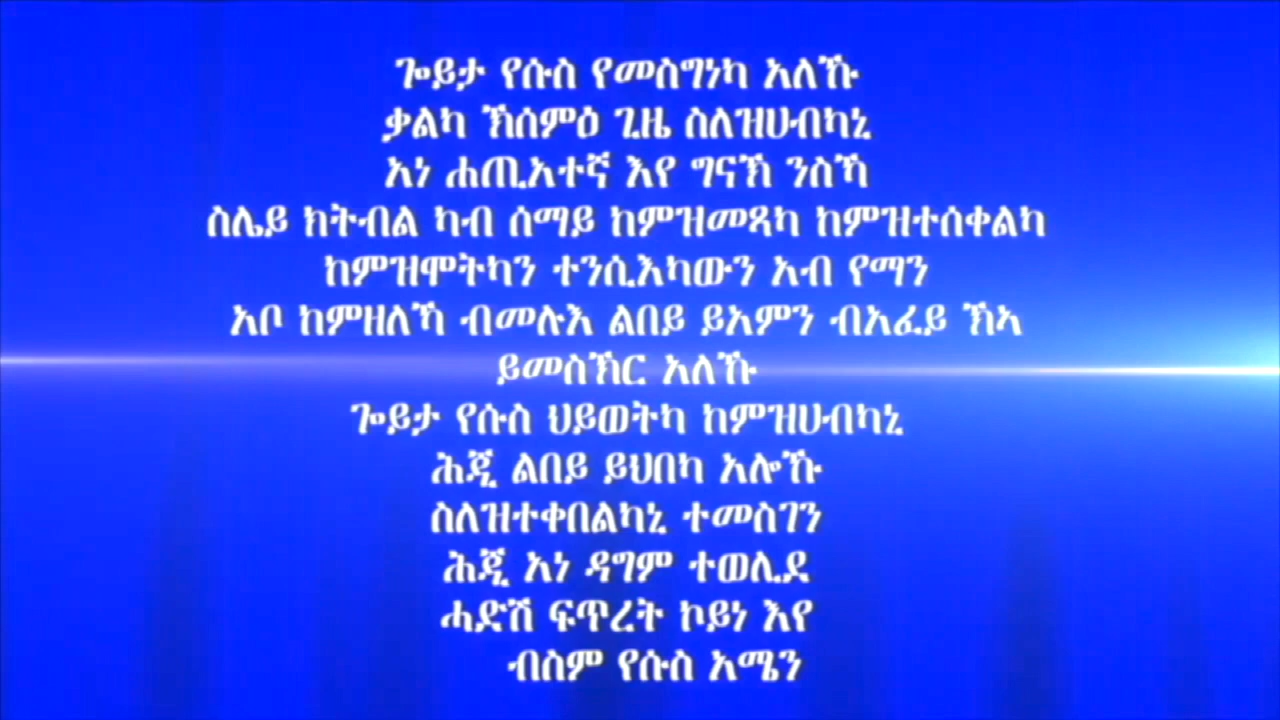 ጐይታ የሱስ የመስግነካ አለኹ
ቃልካ ኽሰምዕ ጊዜ ስለዝሀብካኒ
አነ ሐጢአተኛ እየ ግናኽ ንስኻ
ስሌይ ክትብል ካብ ሰማይ ከምዝመጻካ ከምዝተሰቀልካ
ከምዝሞትካን ተንሲእካውን አብ የማን
አቦ ከምዘለኻ ብመሉእ ልበይ ይአምን ብአፈይ ኽኣ
ይመስኽር አለኹ
ጐይታ የሱስ ህይወትካ ከምዝሀብካኒ
ሕጂ ልበይ ይህበካ አሎኹ
ስለዝተቀበልካኒ ተመስገን
ሕጂ አነ ዳግም ተወሊደ
ሓድሽ ፍጥረት ኮይነ እየ
ብስም የሱስ አሜን